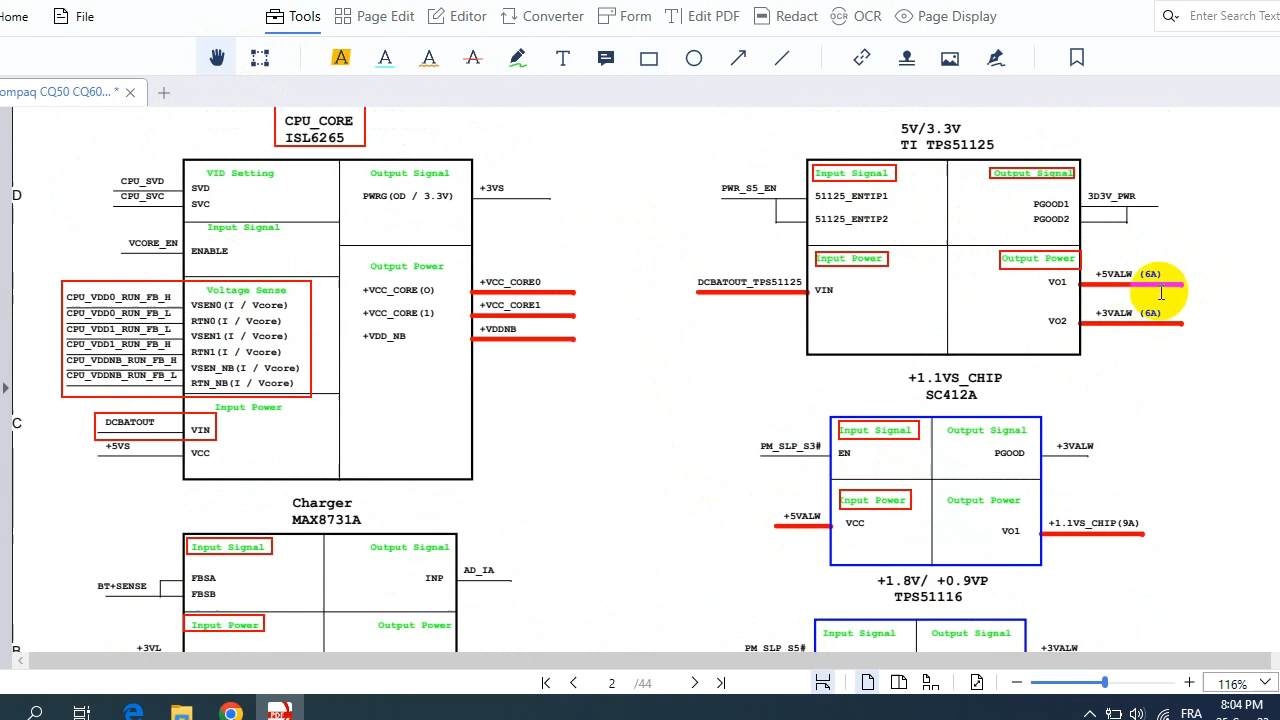 Home
File
Tools
Page Edit
Editor
Converter
Form
Edit PDF
Redact
OCR
OCR
Page Display
Enter Search Text
ompaq CQ50 CQ60... *
CPU_CORE
ISL6265
VID Setting
Output Signal
CPU_SVD
SVD
CPU_SVC
SVC
PWRG(OD / 3.3V)
+3VS
Input Signal
VCORE_EN
ENABLE
Output Power
Voltage Sense
CPU_VDD0_RUN_FB_H
VSEN0(I / Vcore)
CPU_VDD0_RUN_FB_L
RTN0(I / Vcore)
CPU_VDD1_RUN_FB_L
VSEN1(I / Vcore)
CPU_VDD1_RUN_FB_H
RTN1(I / Vcore)
CPU_VDDNB_RUN_FB_H
VSEN_NB(I / Vcore)
CPU_VDDNB_RUN_FB_L
RTN_NB(I / Vcore)
+VCC_CORE(O)
+VCC_CORE0
+VCC_CORE(1)
+VCC_CORE1
+VDD_NB
+VDDNB
Input Power
DCBATOUT
VIN
+5VS
VCC
5V/3.3V
TI TPS51125
Input Signal
Output Signal
PWR_S5_EN
51125_ENTIP1
51125_ENTIP2
PGOOD1
PGOOD2
3D3V_PWR
Input Power
Output Power
DCBATOUT_TPS51125
VIN
VO1
+5VALW (6A)
VO2
+3VALW (6A)
+1.1VS_CHIP
SC412A
Input Signal
Output Signal
PM_SLP_S3#
EN
PGOOD
+3VALW
Input Power
Output Power
+5VALW
VCC
VO1
+1.1VS_CHIP(9A)
Charger
MAX8731A
Input Signal
Output Signal
BT+SENSE
FBSA
FBSB
INP
AD_IA
Input Power
Output Power
+3VL
+1.8V/ +0.9VP
TPS51116
Input Signal
Output Signal
PM_SLP_S5#
+3VALW
D
C
B
2 /44
116%
FRA
8:04 PM